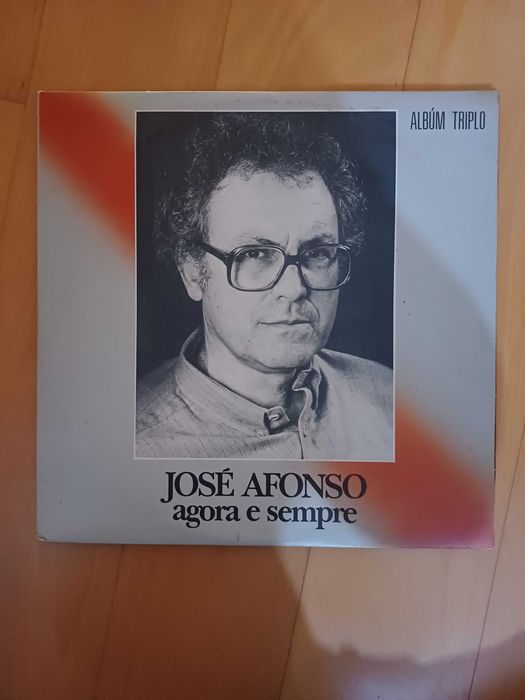 ALBÚM TRIPLO
JOSÉ AFONSO
agora e sempre